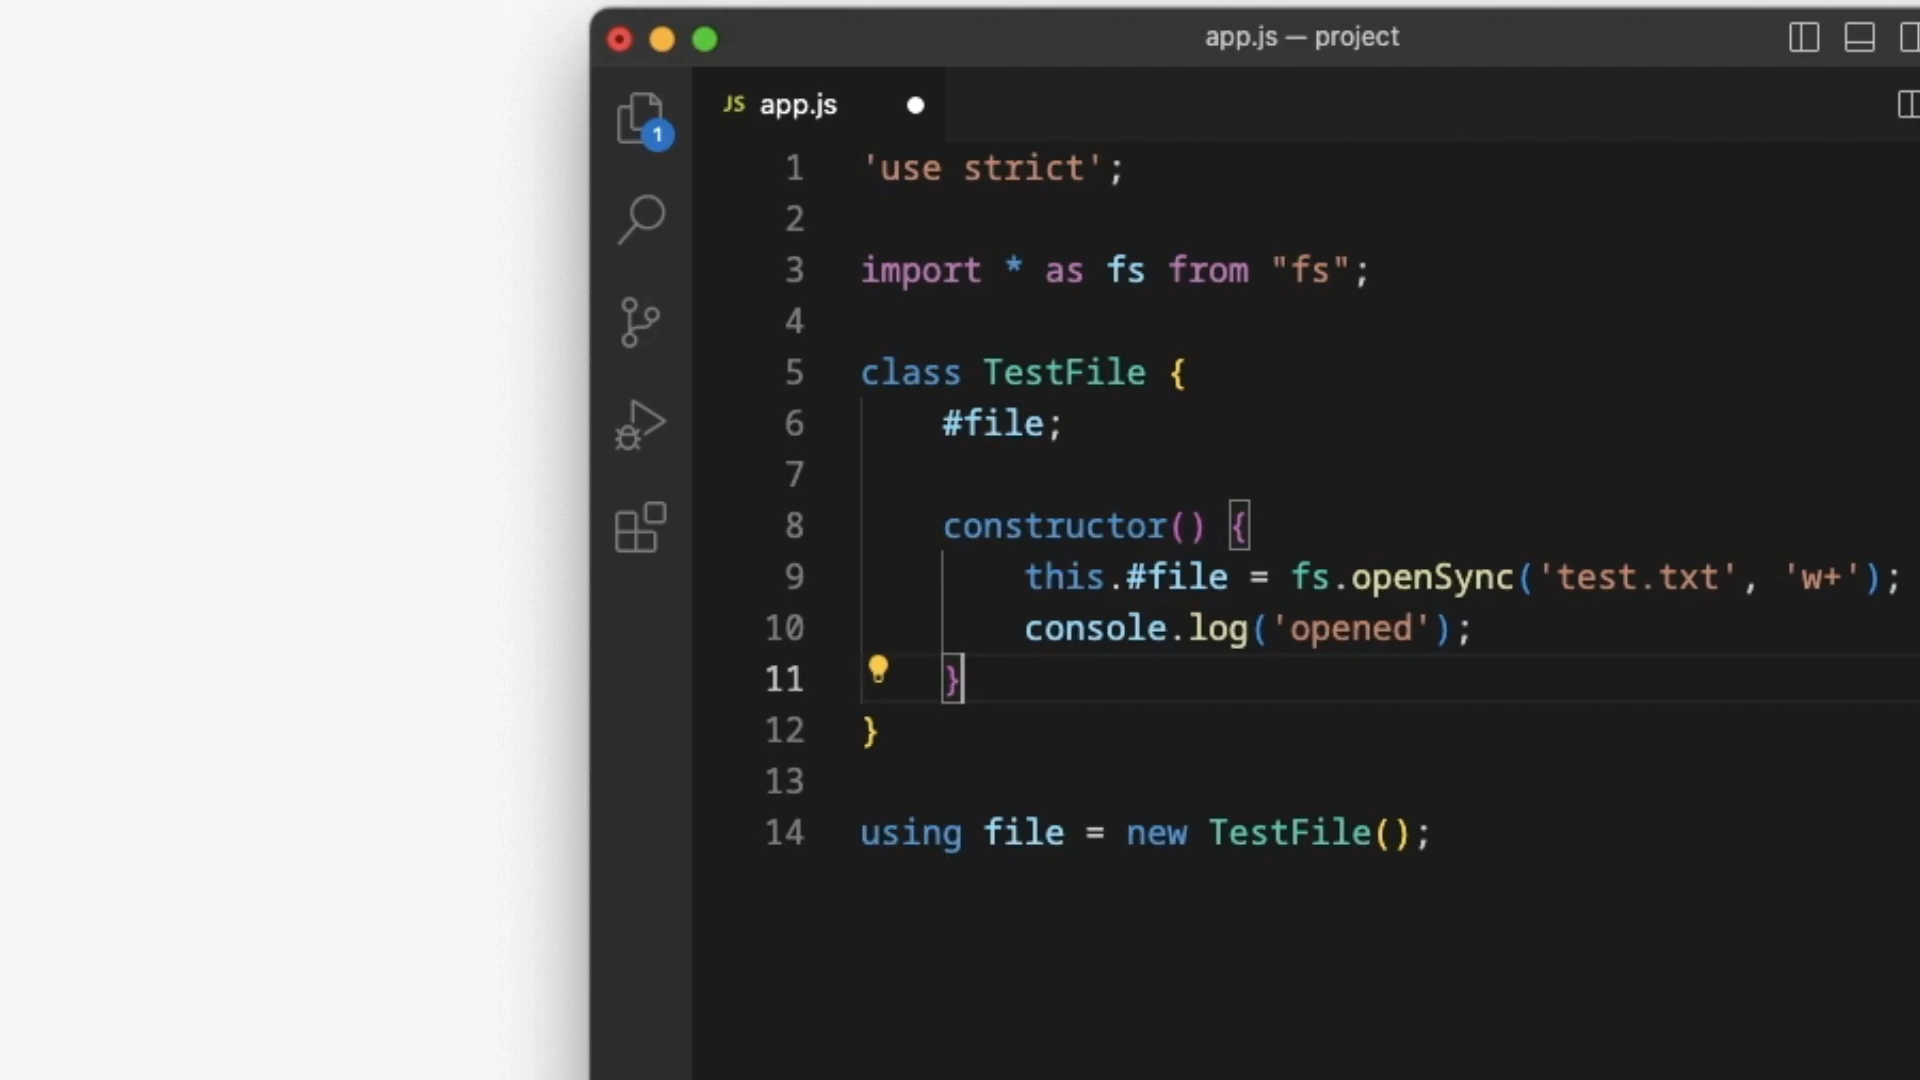 app.js — project
JS app.js
1
1 'use strict';
2
3 import * as fs from "fs";
4
5 class TestFile {
6 #file;
7
8 constructor() {
9 this.#file = fs.openSync('test.txt', 'w+');
10 console.log('opened');
11 }
12 }
13
14 using file = new TestFile();